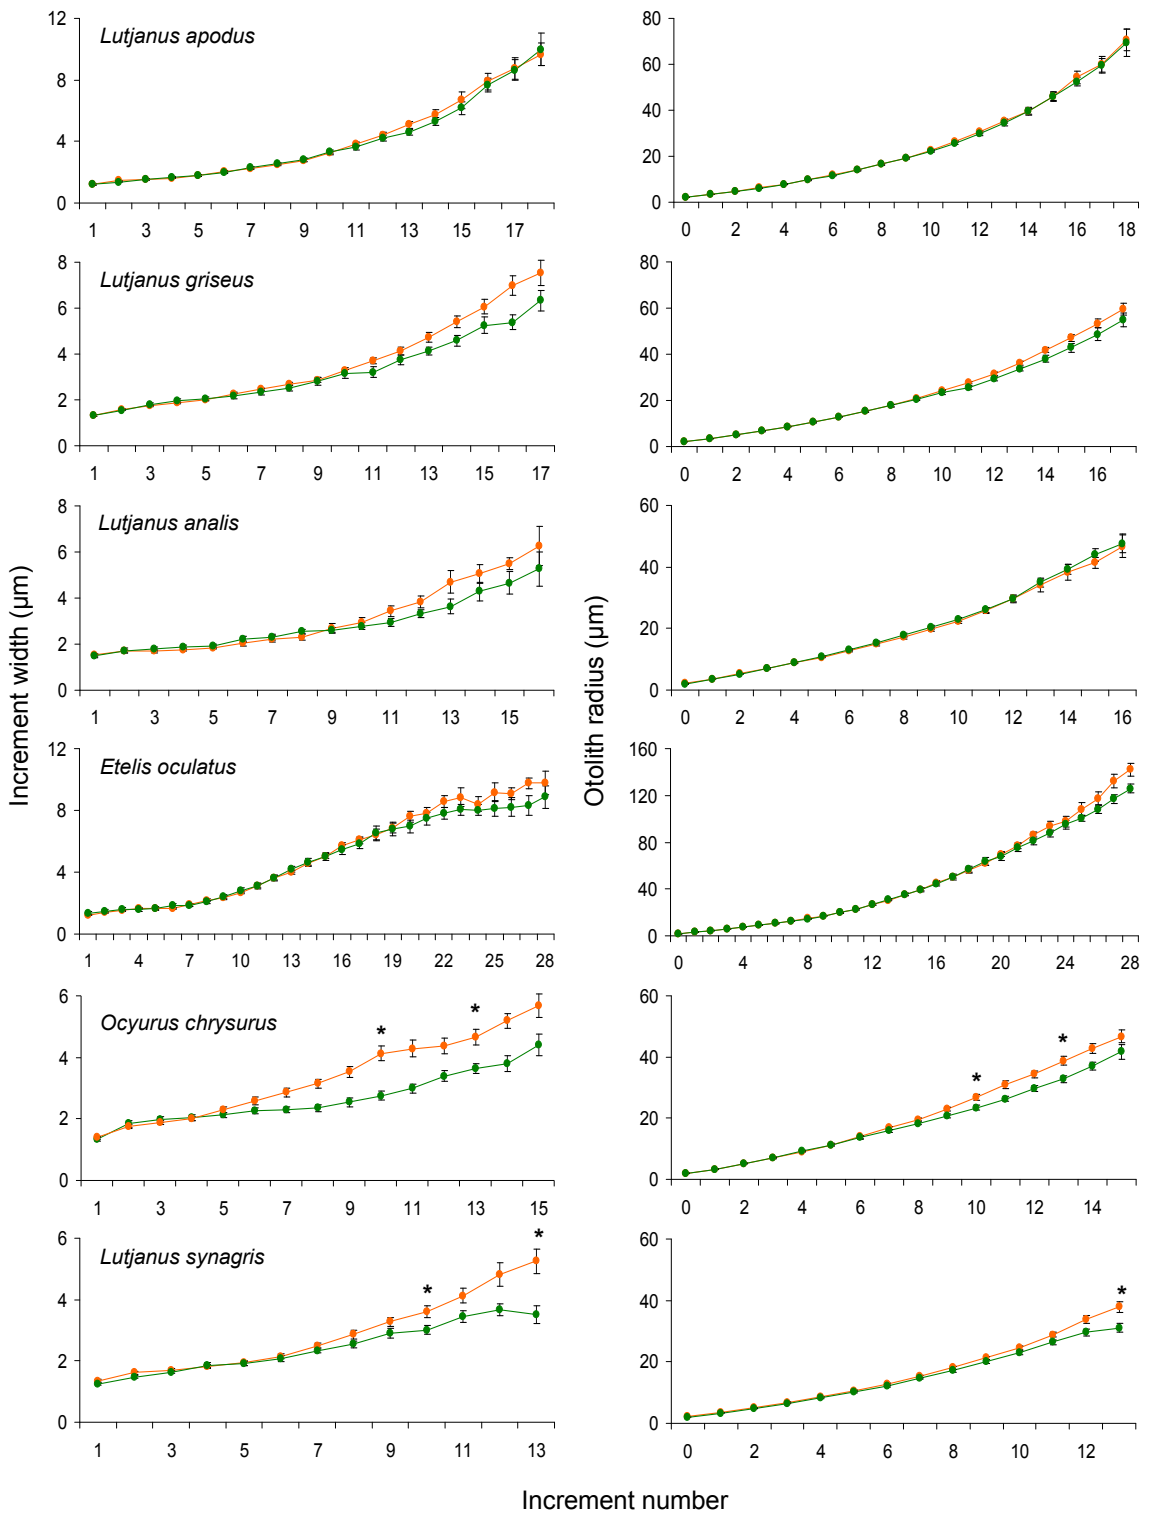 Lutjanus apodus
12
8
4
0
1 3 5 7 9 11 13 15 17
80
60
40
20
0
0 2 4 6 8 10 12 14 16 18
Lutjanus griseus
8
6
4
2
0
1 3 5 7 9 11 13 15 17
80
60
40
20
0
0 2 4 6 8 10 12 14 16
Lutjanus analis
8
6
4
2
0
1 3 5 7 9 11 13 15
60
40
20
0
0 2 4 6 8 10 12 14 16
Increment width (µm)
Otolith radius (µm)
Etelis oculatus
12
8
4
0
1 4 7 10 13 16 19 22 25 28
160
120
80
40
0
0 4 8 12 16 20 24 28
Ocyurus chrysurus
6
4
2
0
* *
1 3 5 7 9 11 13 15
60
40
20
0
* *
0 2 4 6 8 10 12 14
Lutjanus synagris
6
4
2
0
* *
1 3 5 7 9 11 13
60
40
20
0
*
0 2 4 6 8 10 12
Increment number